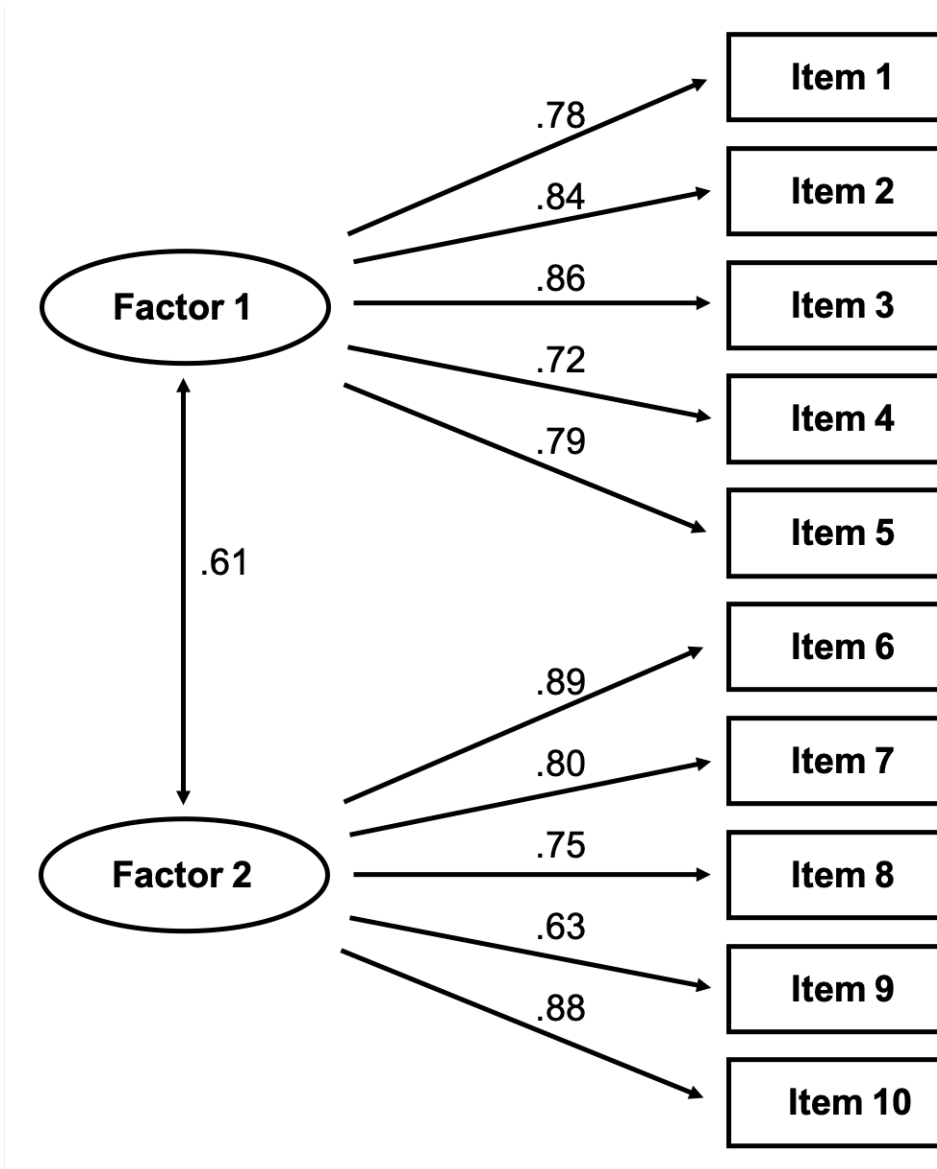 Item 1
.78
Item 2
.84
.86
Factor 1
Item 3
.72
Item 4
.79
Item 5
.61
Item 6
.89
Item 7
.80
.75
Factor 2
Item 8
.63
Item 9
.88
Item 10